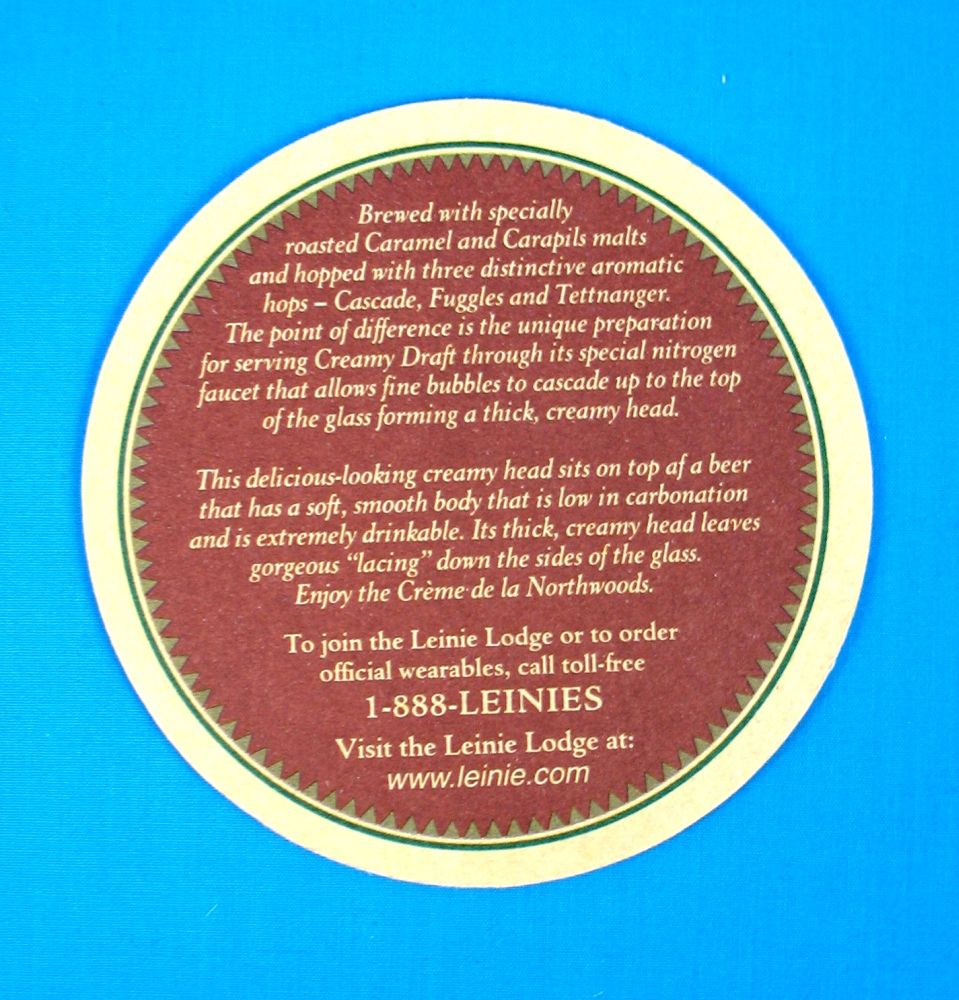 Brewed with specially
roasted Caramel and Carapils malts
and hopped with three distinctive aromatic
hops – Cascade, Fuggles and Tettnanger.
The point of difference is the unique preparation
for serving Creamy Draft through its special nitrogen
faucet that allows fine bubbles to cascade up to the top
of the glass forming a thick, creamy head.
This delicious-looking creamy head sits on top af a beer
that has a soft, smooth body that is low in carbonation
and is extremely drinkable. Its thick, creamy head leaves
gorgeous “lacing” down the sides of the glass.
Enjoy the Crème de la Northwoods.
To join the Leinie Lodge or to order
official wearables, call toll-free
1-888-LEINIES
Visit the Leinie Lodge at:
www.leinie.com